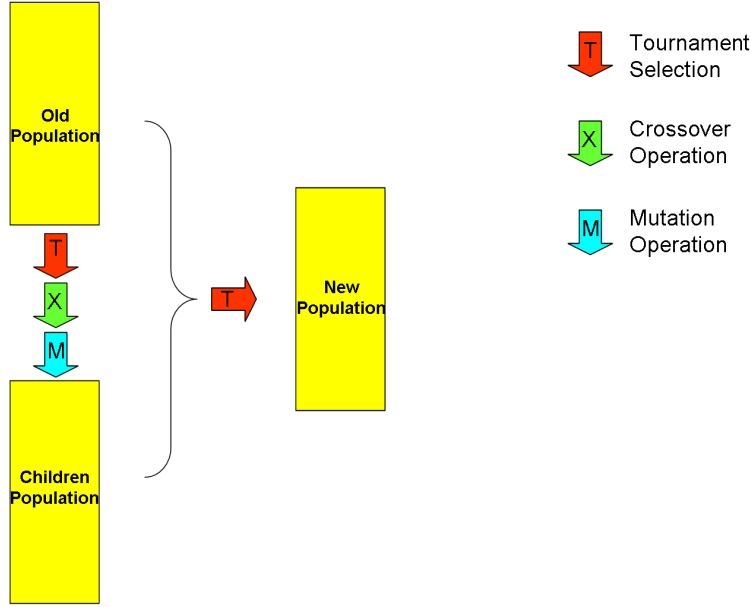 Old
Population
T
X
M
Children
Population
T
New
Population
T
Tournament
Selection
X
Crossover
Operation
M
Mutation
Operation